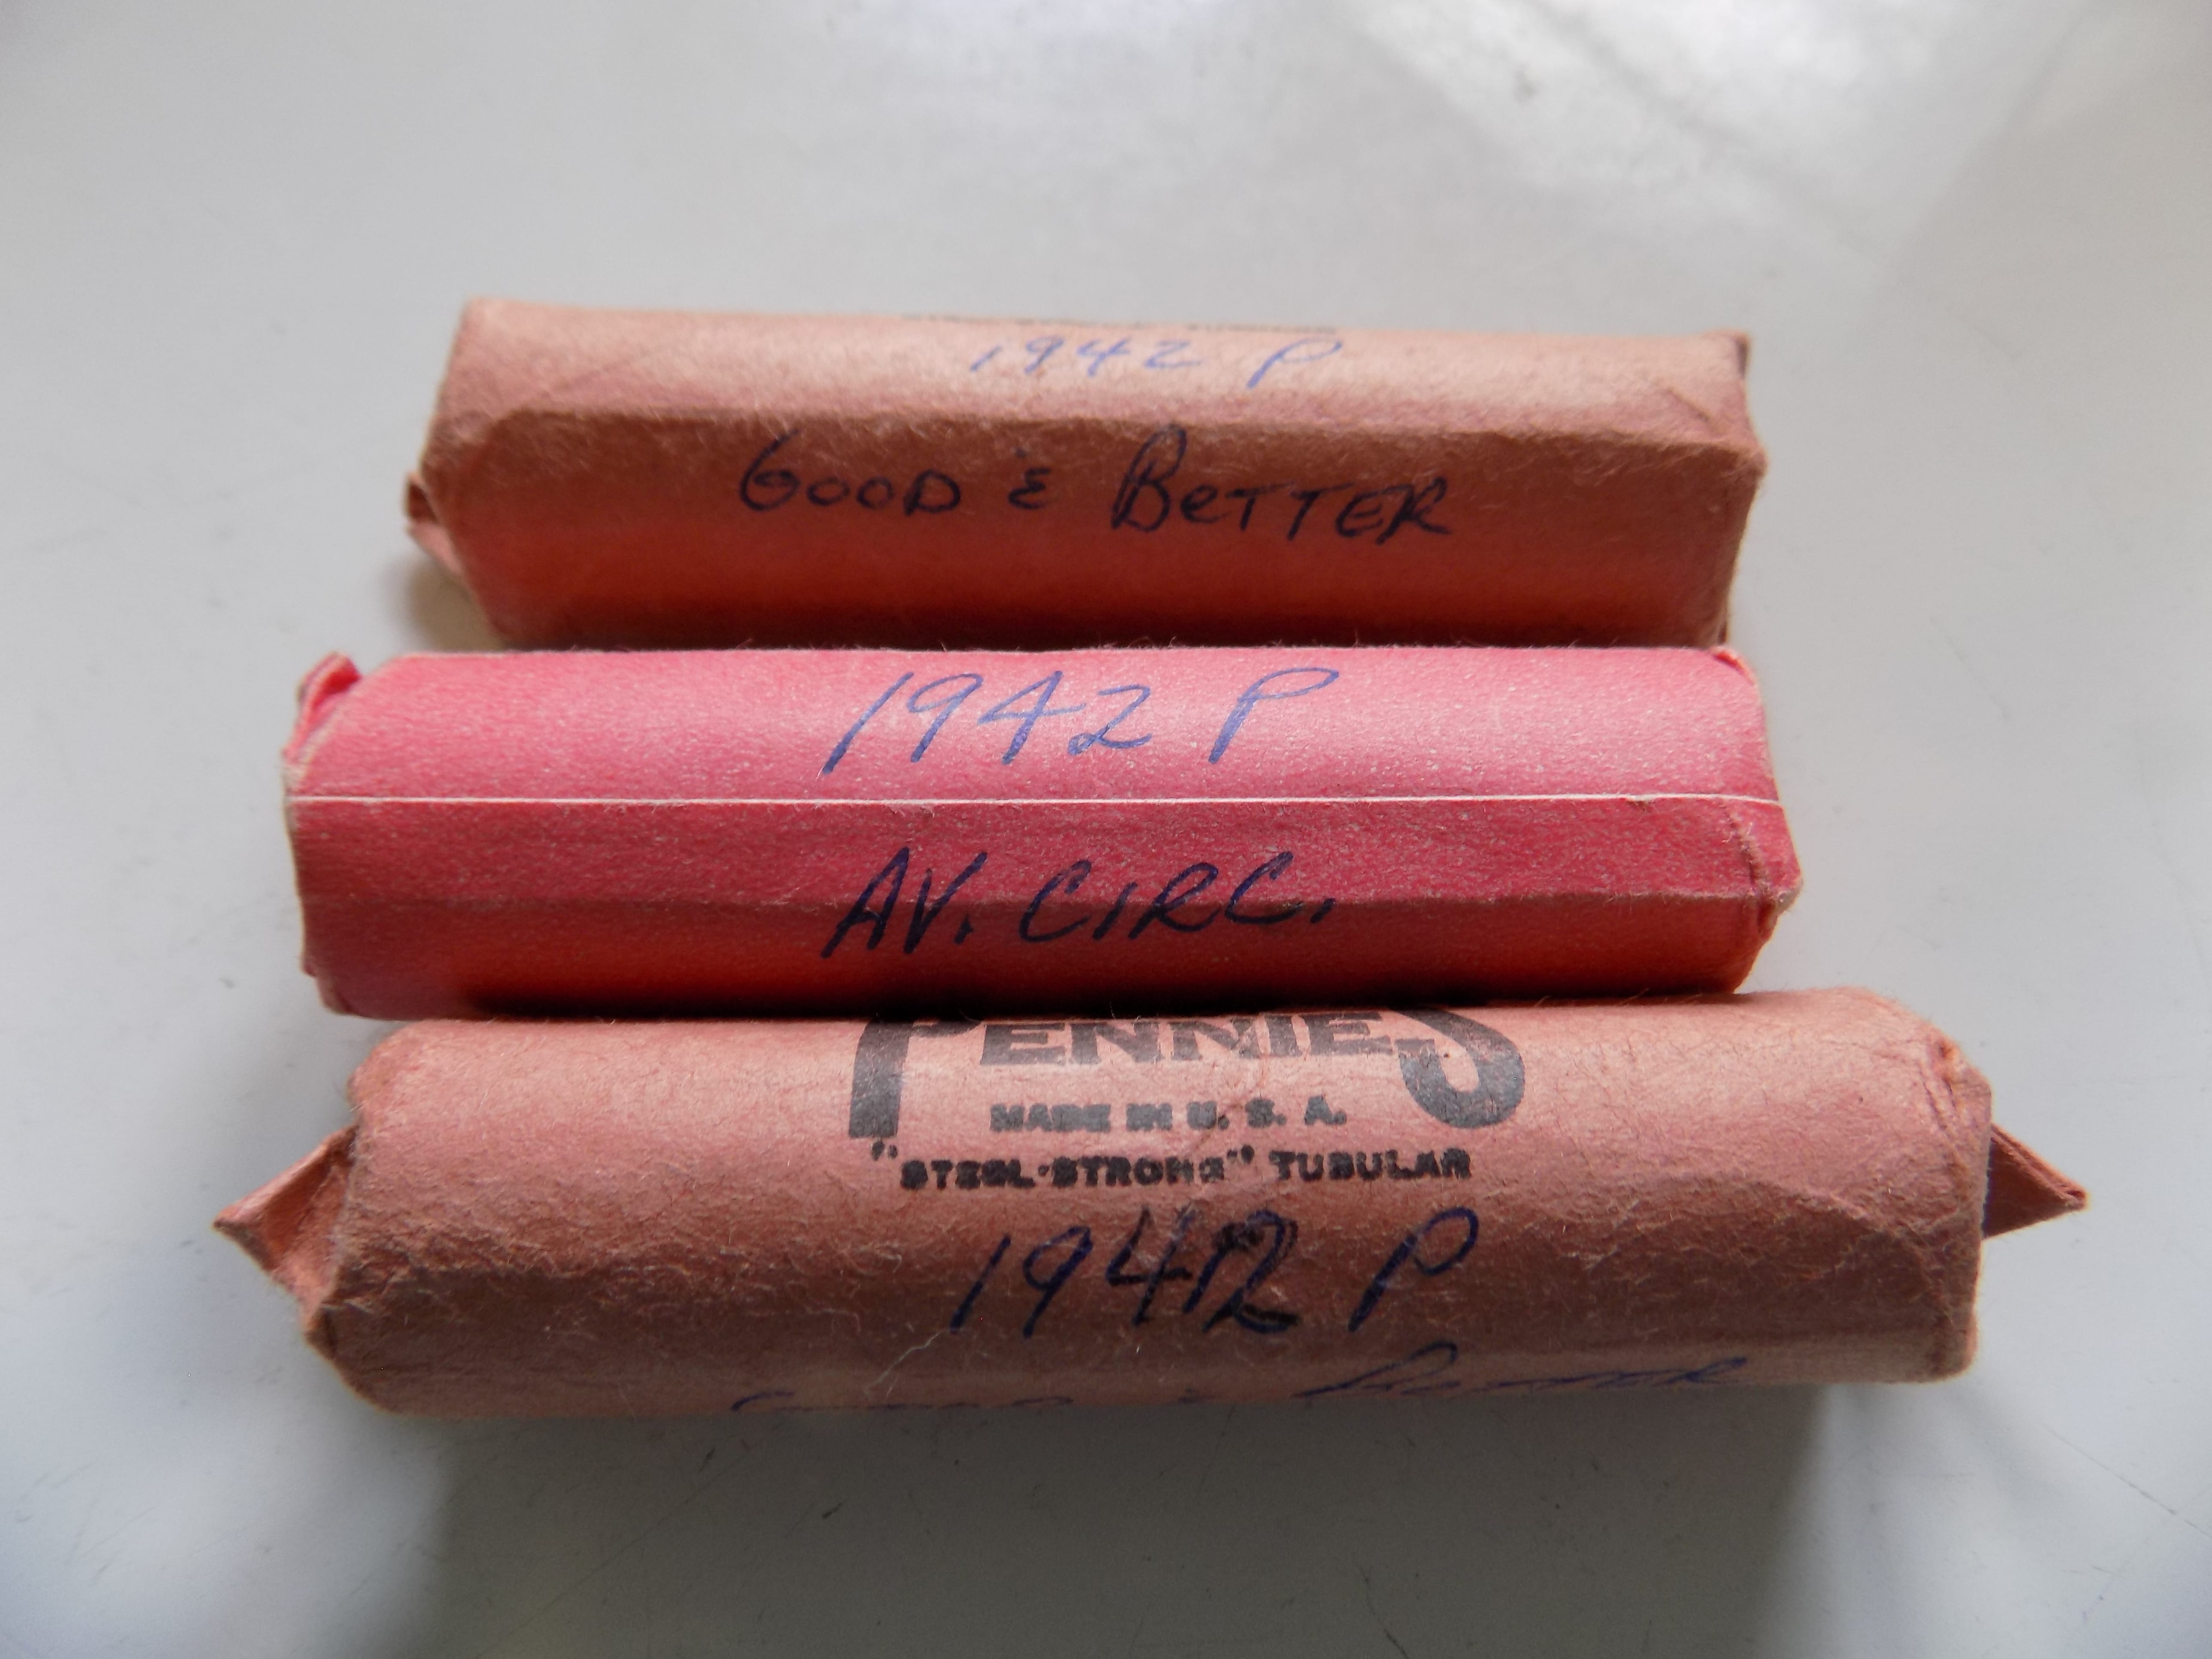 1942 P
GOOD & BETTER
1942 P
AV. CIRC.
PENNIES
MADE IN U. S. A.
"STEEL-STRONG" TUBULAR
1942 P